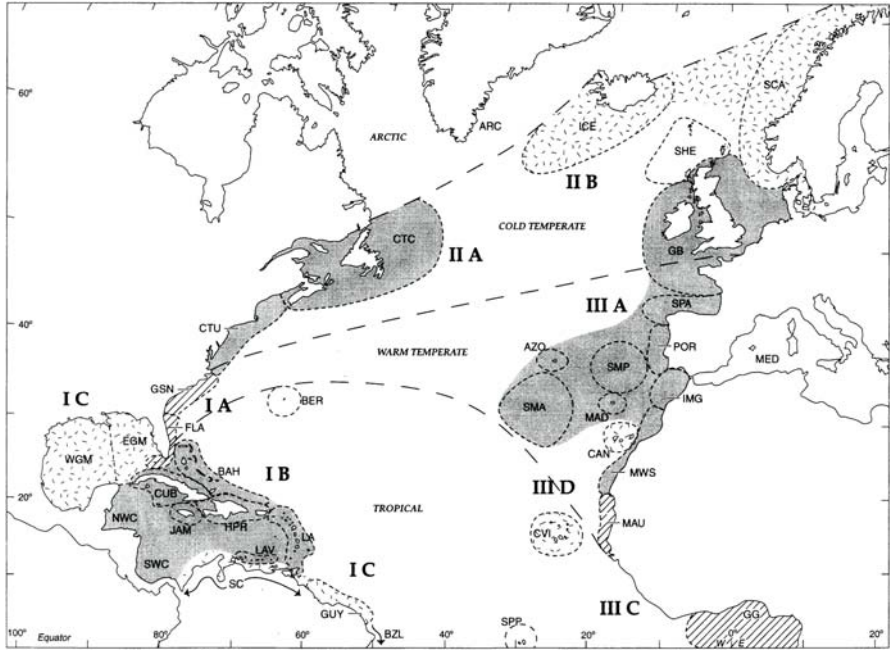 60°
ARCTIC
ARC
ICE
SCA
SHE
II B
COLD TEMPERATE
CTC
II A
GB
III A
SPA
40°
CTU
WARM TEMPERATE
AZO
SMP
POR
MED
GSN
I C
I A
BER
SMA
MAD
IMG
FLA
EGM
WGM
CAN
BAH
I B
MWS
CUB
III D
20°
NWC
JAM
HPR
LA
TROPICAL
CVI
MAU
LAV
SWC
I C
SC
GUY
SPP
III C
GG
BZL
100°
Equator
80°
60°
40°
20°
W 0° E
22